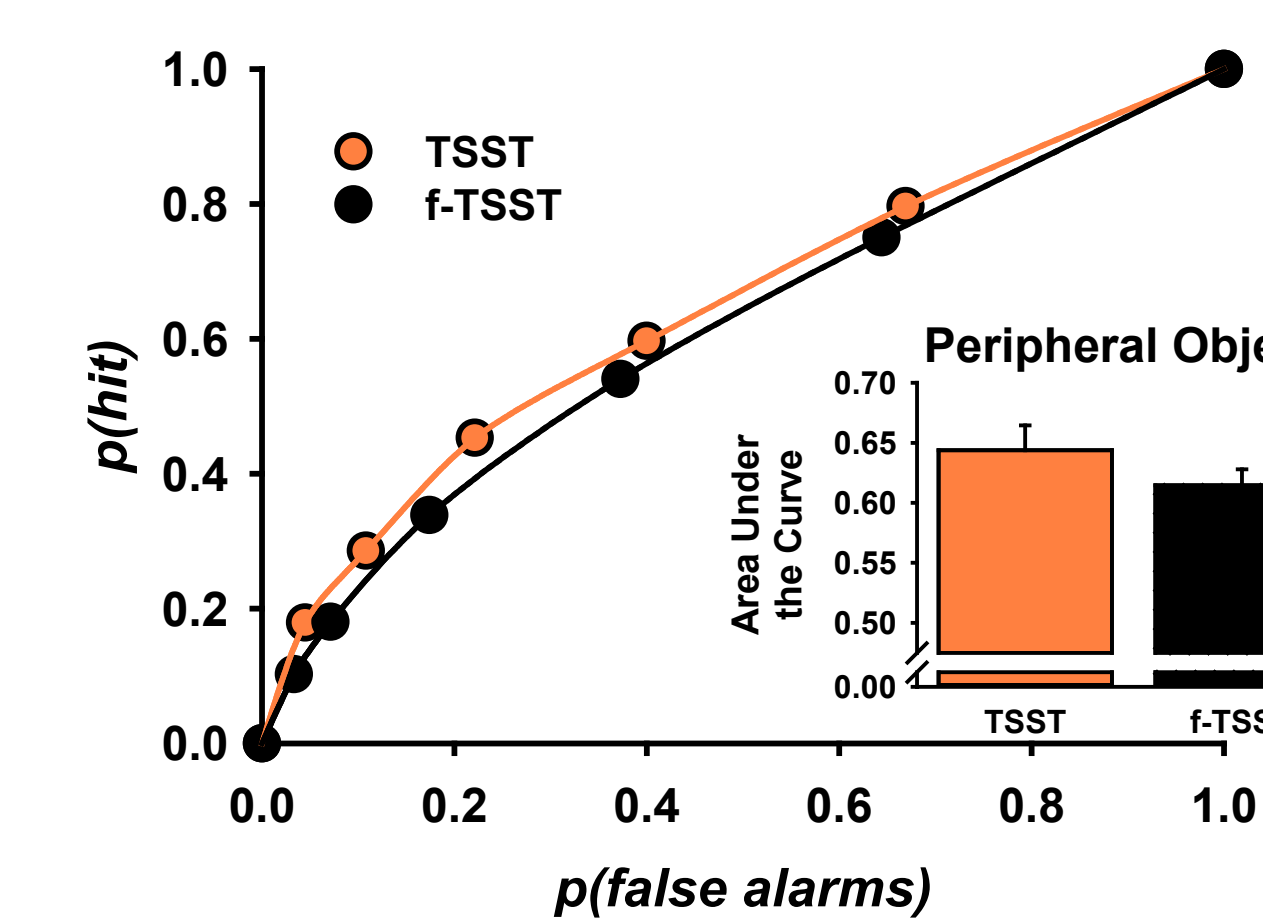 1.0
0.8
0.6
0.4
0.2
0.0
p(hit)
TSST
f-TSST
0.0 0.2 0.4 0.6 0.8 1.0
p(false alarms)
Peripheral Obje
Area Under
the Curve
0.70
0.65
0.60
0.55
0.50
0.00
TSST f-TSS